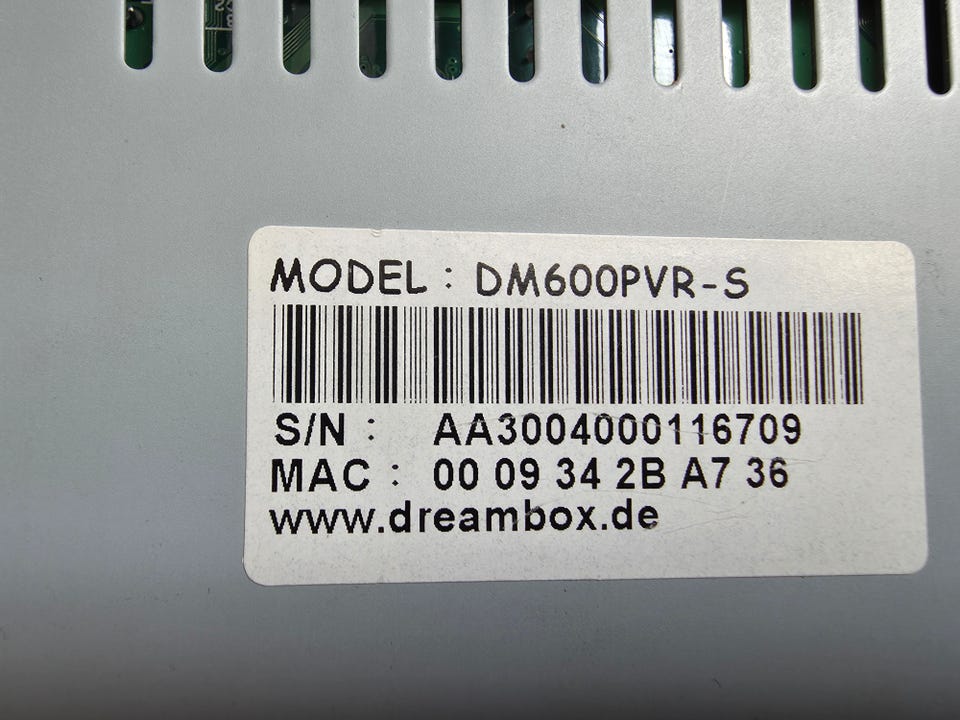 MODEL : DM600PVR-S
S/N : AA3004000116709
MAC : 00 09 34 2B A7 36
www.dreambox.de